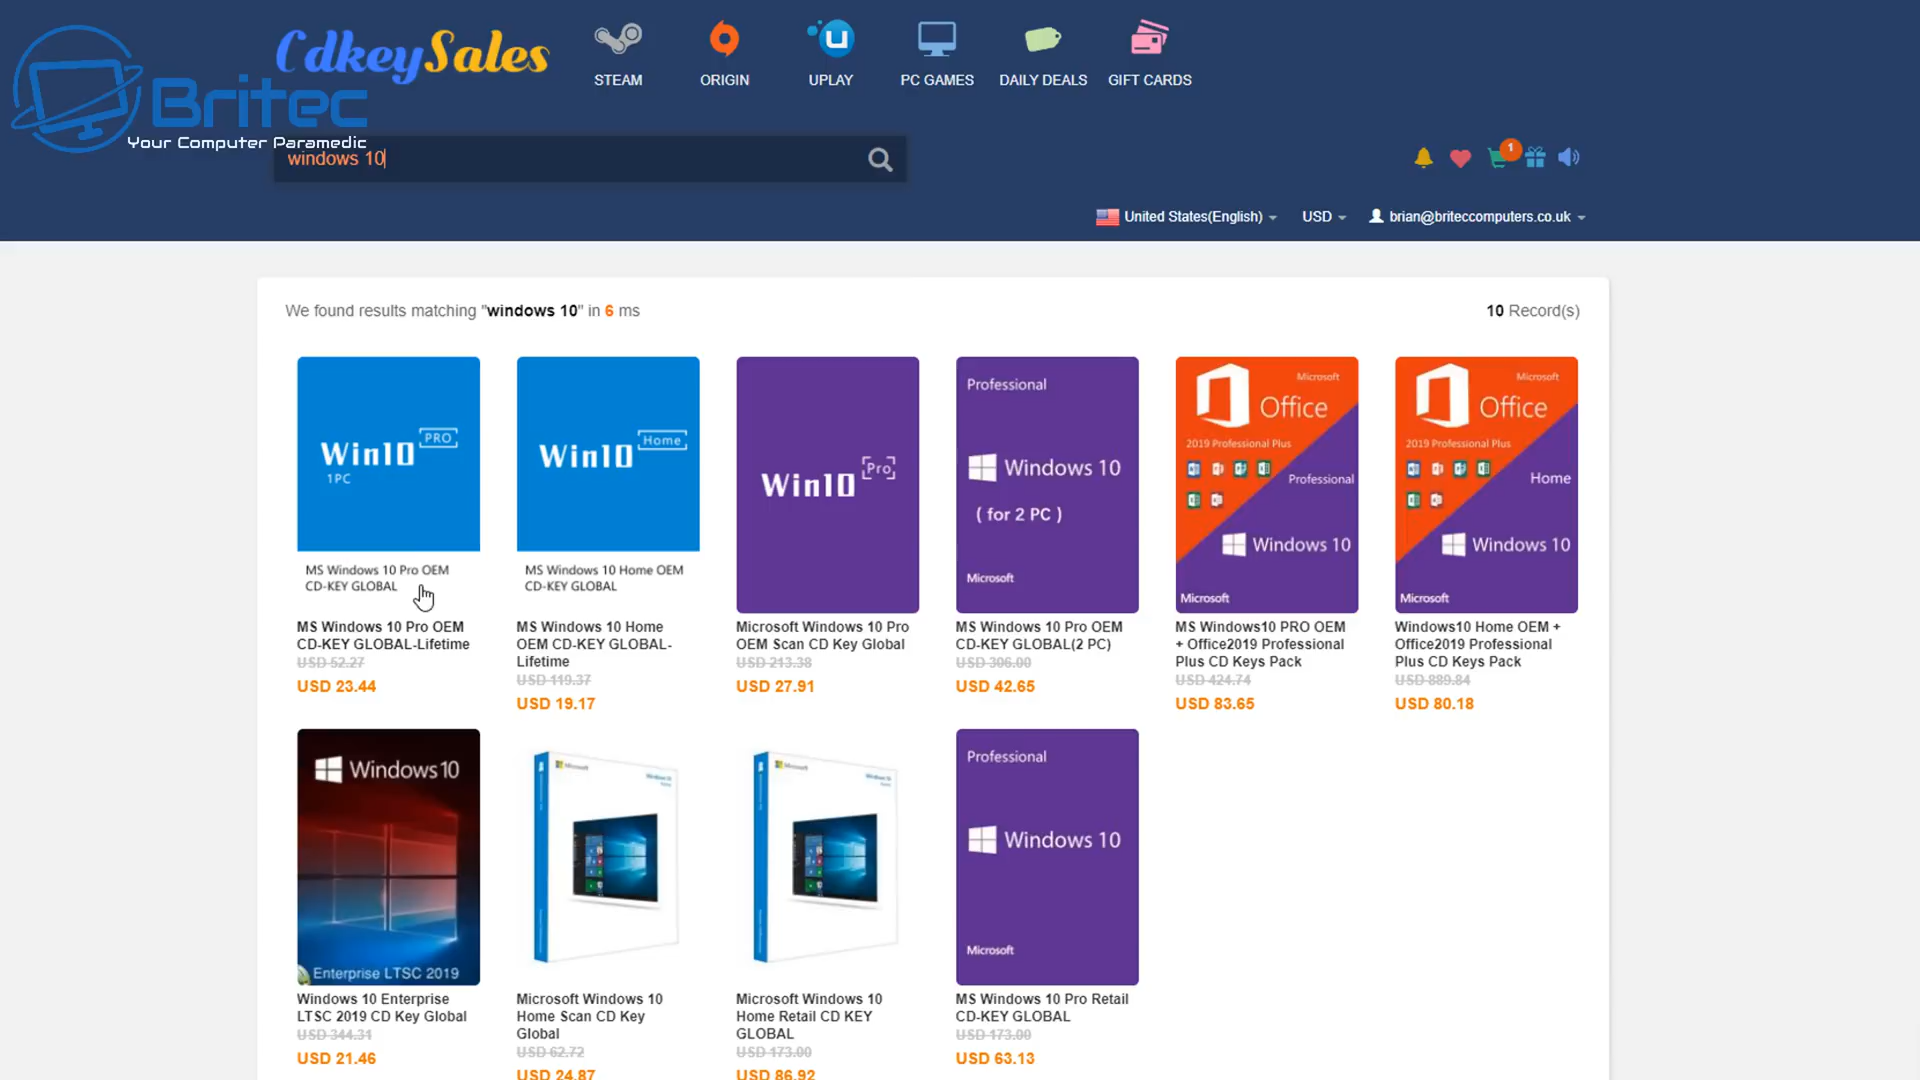 CdkeySales
STEAM
ORIGIN
UPLAY
PC GAMES
DAILY DEALS
GIFT CARDS
Britec
Your Computer Paramedic
windows 10
1
United States(English)
USD
brian@briteccomputers.co.uk
We found results matching "windows 10" in 6 ms
10 Record(s)
Win10 PRO
1PC
MS Windows 10 Pro OEM
CD-KEY GLOBAL
MS Windows 10 Pro OEM
CD-KEY GLOBAL-Lifetime
USD 52.27
USD 23.44
Win10 Home
MS Windows 10 Home OEM
CD-KEY GLOBAL
MS Windows 10 Home
OEM CD-KEY GLOBAL-
Lifetime
USD 119.37
USD 19.17
Win10 Pro
Microsoft Windows 10 Pro
OEM Scan CD Key Global
USD 213.38
USD 27.91
Professional
Windows 10
( for 2 PC )
Microsoft
MS Windows 10 Pro OEM
CD-KEY GLOBAL(2 PC)
USD 306.00
USD 42.65
Microsoft
Office
2019 Professional Plus
Professional
Windows 10
Microsoft
MS Windows10 PRO OEM
+ Office2019 Professional
Plus CD Keys Pack
USD 424.74
USD 83.65
Microsoft
Office
2019 Professional Plus
Home
Windows 10
Microsoft
Windows10 Home OEM +
Office2019 Professional
Plus CD Keys Pack
USD 889.84
USD 80.18
Windows10
Enterprise LTSC 2019
Windows 10 Enterprise
LTSC 2019 CD Key Global
USD 344.31
USD 21.46
Microsoft
Microsoft Windows 10
Home Scan CD Key
Global
USD 62.72
USD 24.87
Microsoft
Microsoft Windows 10
Home Retail CD KEY
GLOBAL
USD 173.00
USD 86.92
Professional
Windows 10
Microsoft
MS Windows 10 Pro Retail
CD-KEY GLOBAL
USD 173.00
USD 63.13